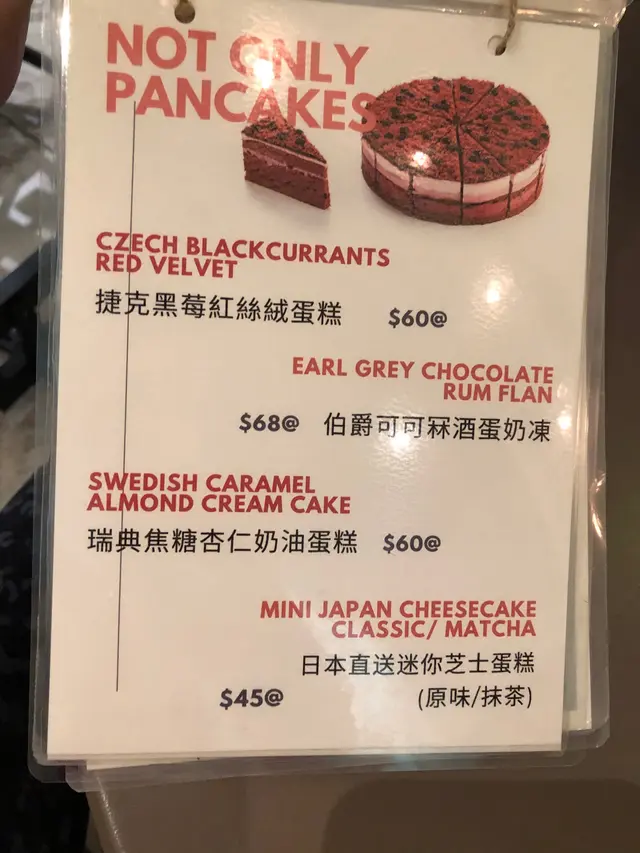 NOT ONLY
PANCAKES
CZECH BLACKCURRANTS
RED VELVET
捷克黑莓紅絲絨蛋糕 $60@
EARL GREY CHOCOLATE
RUM FLAN
$68@ 伯爵可可冧酒蛋奶凍
SWEDISH CARAMEL
ALMOND CREAM CAKE
瑞典焦糖杏仁奶油蛋糕 $60@
MINI JAPAN CHEESECAKE
CLASSIC/ MATCHA
日本直送迷你芝士蛋糕
$45@ (原味/抹茶)